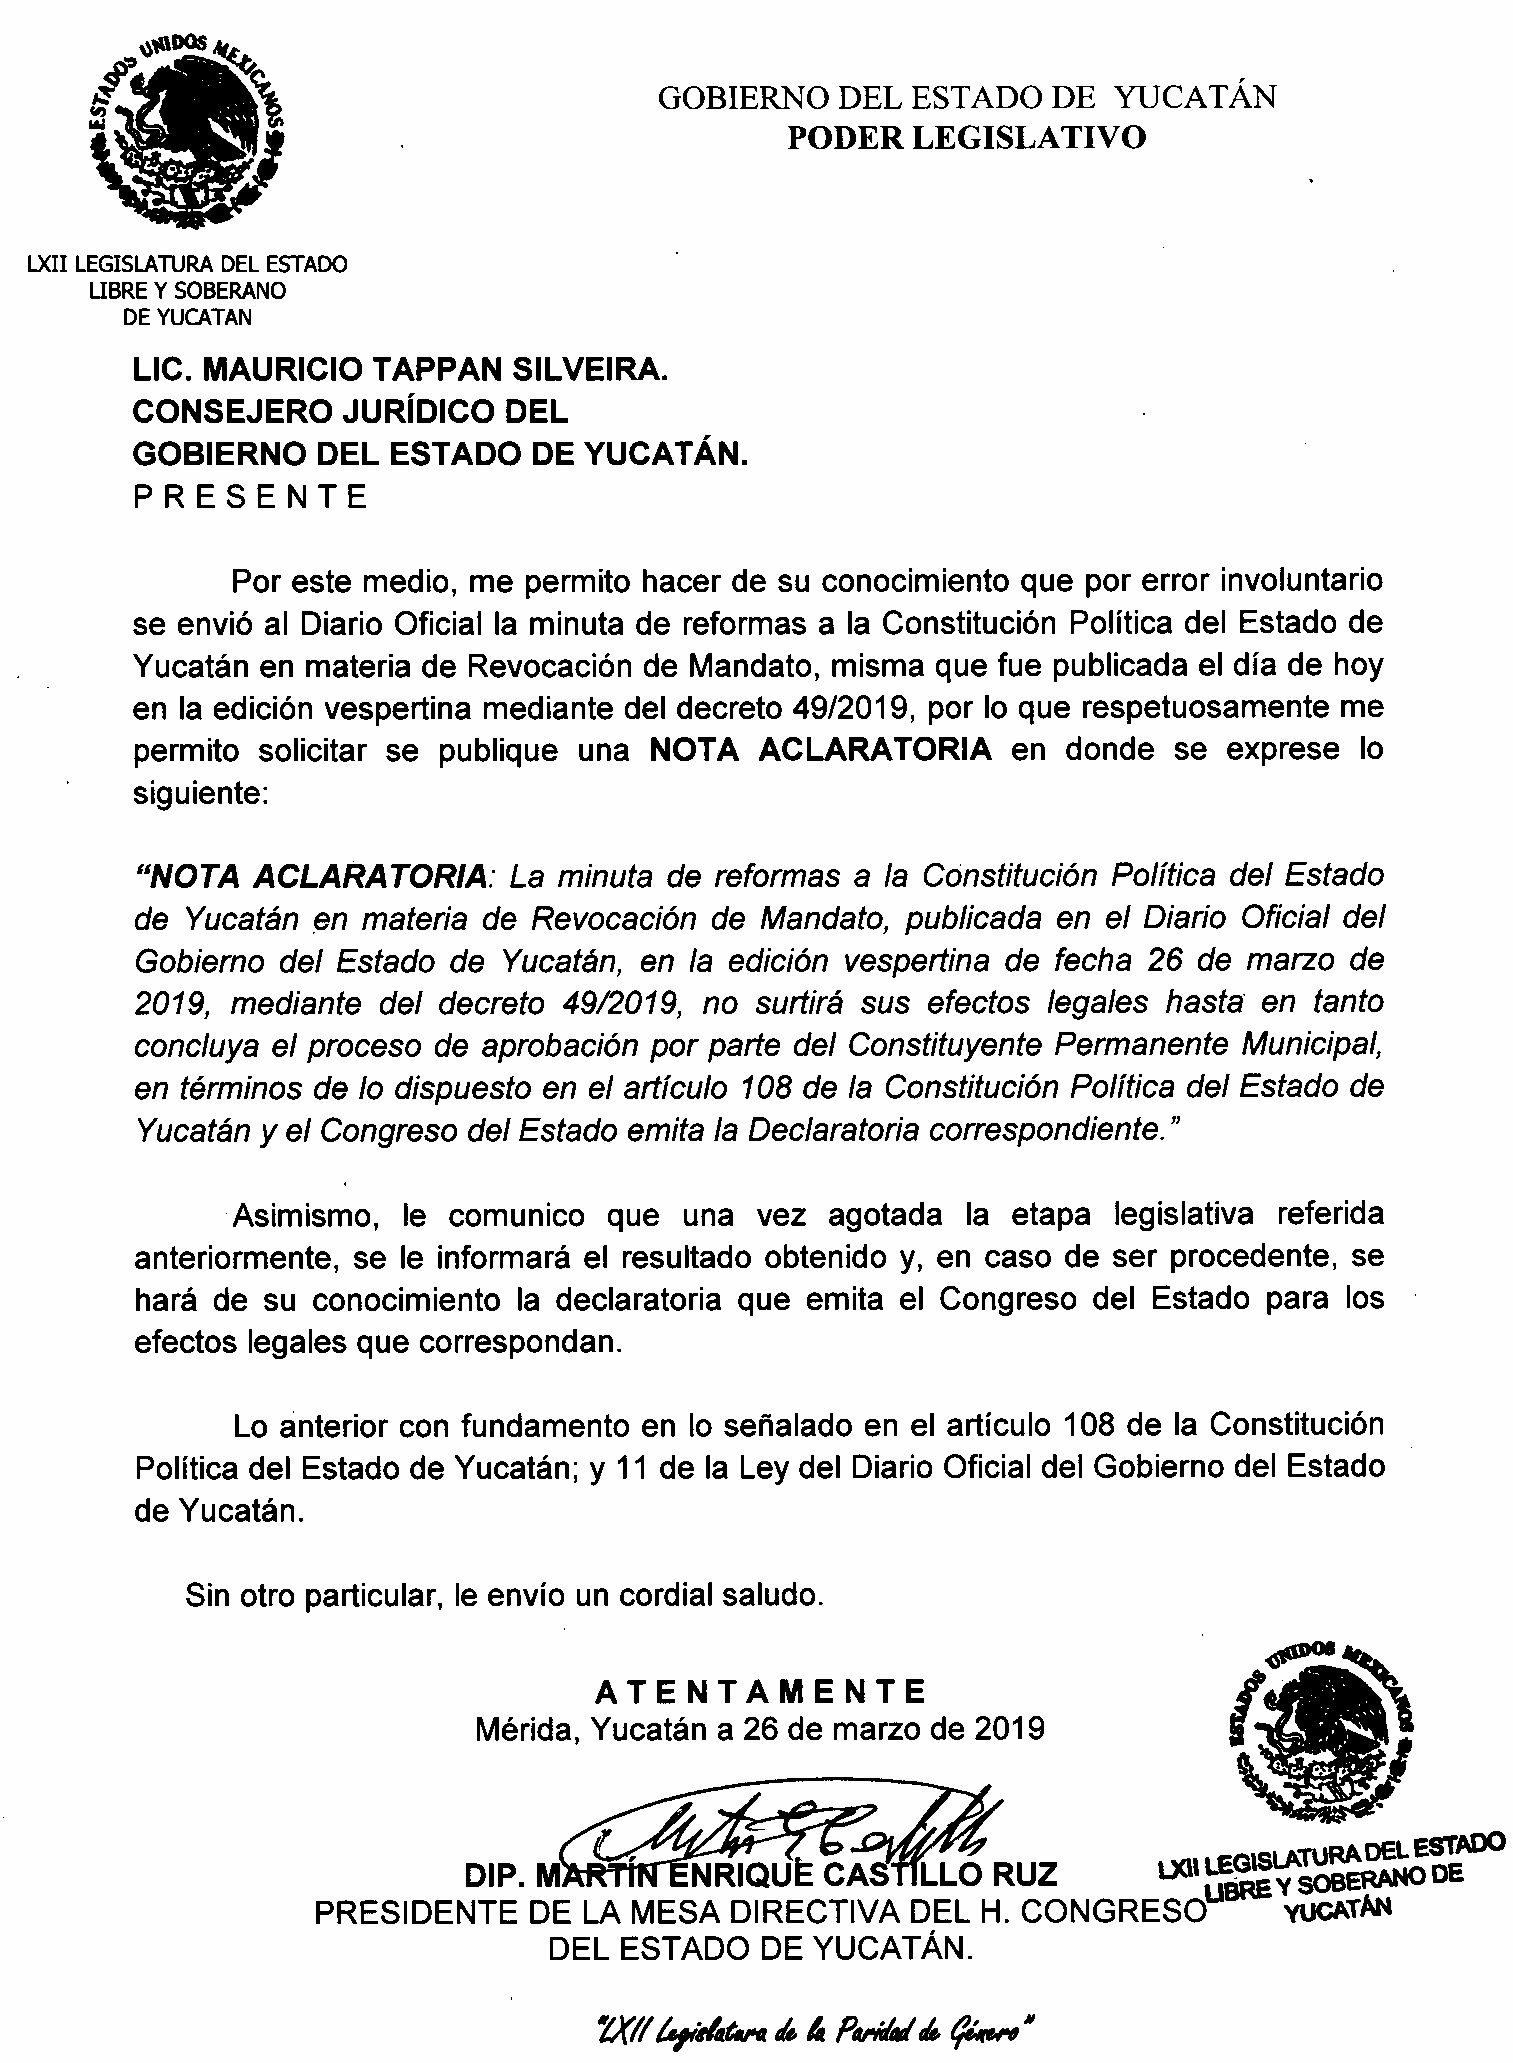 ESTADOS UNIDOS MEXICANOS
GOBIERNO DEL ESTADO DE YUCATÁN
PODER LEGISLATIVO
LXII LEGISLATURA DEL ESTADO
LIBRE Y SOBERANO
DE YUCATAN
LIC. MAURICIO TAPPAN SILVEIRA.
CONSEJERO JURÍDICO DEL
GOBIERNO DEL ESTADO DE YUCATÁN.
P R E S E N T E
Por este medio, me permito hacer de su conocimiento que por error involuntario
se envió al Diario Oficial la minuta de reformas a la Constitución Política del Estado de
Yucatán en materia de Revocación de Mandato, misma que fue publicada el día de hoy
en la edición vespertina mediante del decreto 49/2019, por lo que respetuosamente me
permito solicitar se publique una NOTA ACLARATORIA en donde se exprese lo
siguiente:
“NOTA ACLARATORIA: La minuta de reformas a la Constitución Política del Estado
de Yucatán en materia de Revocación de Mandato, publicada en el Diario Oficial del
Gobierno del Estado de Yucatán, en la edición vespertina de fecha 26 de marzo de
2019, mediante del decreto 49/2019, no surtirá sus efectos legales hasta en tanto
concluya el proceso de aprobación por parte del Constituyente Permanente Municipal,
en términos de lo dispuesto en el artículo 108 de la Constitución Política del Estado de
Yucatán y el Congreso del Estado emita la Declaratoria correspondiente.”
Asimismo, le comunico que una vez agotada la etapa legislativa referida
anteriormente, se le informará el resultado obtenido y, en caso de ser procedente, se
hará de su conocimiento la declaratoria que emita el Congreso del Estado para los
efectos legales que correspondan.
Lo anterior con fundamento en lo señalado en el artículo 108 de la Constitución
Política del Estado de Yucatán; y 11 de la Ley del Diario Oficial del Gobierno del Estado
de Yucatán.
Sin otro particular, le envío un cordial saludo.
A T E N T A M E N T E
Mérida, Yucatán a 26 de marzo de 2019
DIP. MARTÍN ENRIQUE CASTILLO RUZ
PRESIDENTE DE LA MESA DIRECTIVA DEL H. CONGRESO
DEL ESTADO DE YUCATÁN.
ESTADOS UNIDOS MEXICANOS
LXII LEGISLATURA DEL ESTADO
LIBRE Y SOBERANO DE
YUCATÁN
“LXII Legislatura de la Paridad de Género”